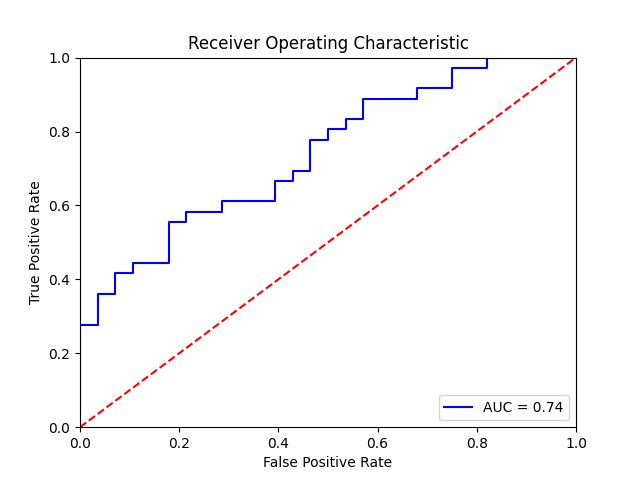 Receiver Operating Characteristic
1.0
0.8
0.6
0.4
0.2
0.0
True Positive Rate
AUC = 0.74
0.0 0.2 0.4 0.6 0.8 1.0
False Positive Rate